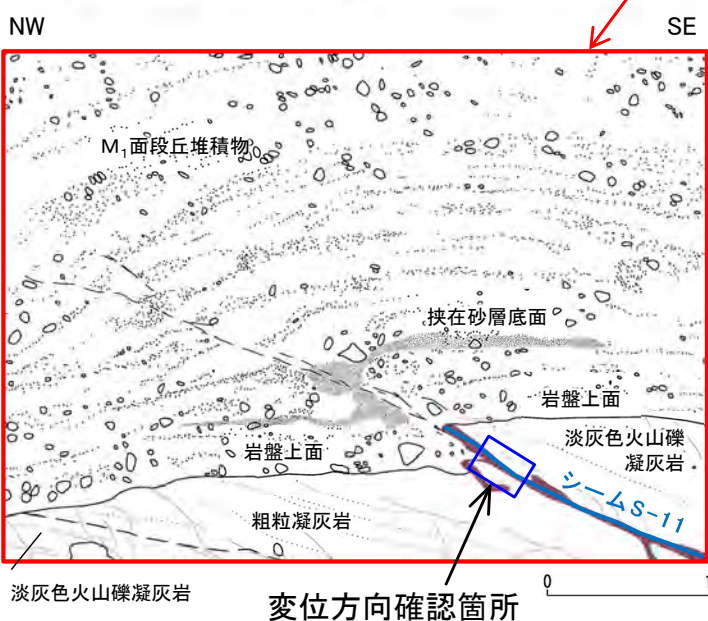 NW
SE
M₁面段丘堆積物
挟在砂層底面
岩盤上面
淡灰色火山礫
凝灰岩
岩盤上面
シームS-11
粗粒凝灰岩
淡灰色火山礫凝灰岩
変位方向確認箇所
0
1